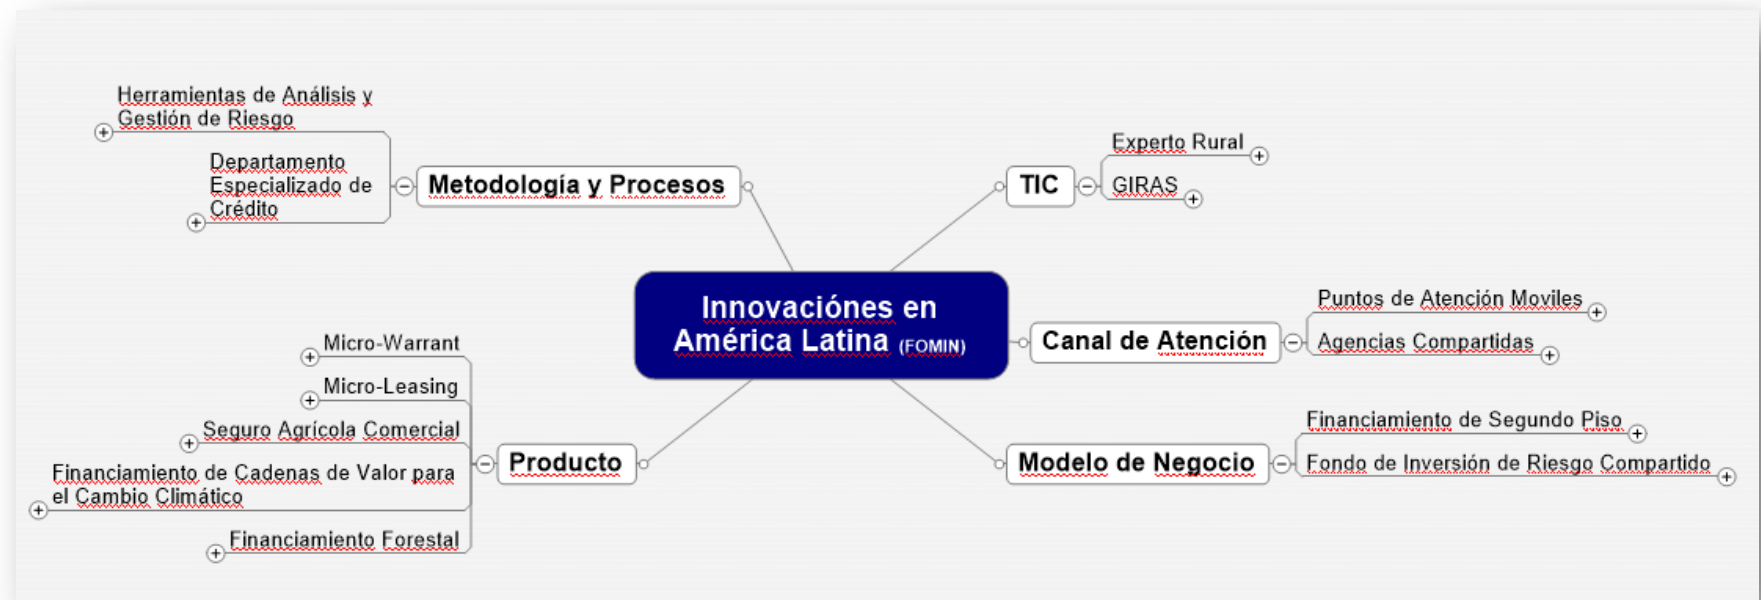 Herramientas de Análisis y
Gestión de Riesgo
Departamento
Especializado de
Crédito
Metodología y Procesos
TIC
Experto Rural
GIRAS
Innovaciónes en
América Latina (FOMIN)
Canal de Atención
Puntos de Atención Moviles
Agencias Compartidas
Micro-Warrant
Micro-Leasing
Seguro Agrícola Comercial
Financiamiento de Cadenas de Valor para
el Cambio Climático
Financiamiento Forestal
Producto
Modelo de Negocio
Financiamiento de Segundo Piso
Fondo de Inversión de Riesgo Compartido